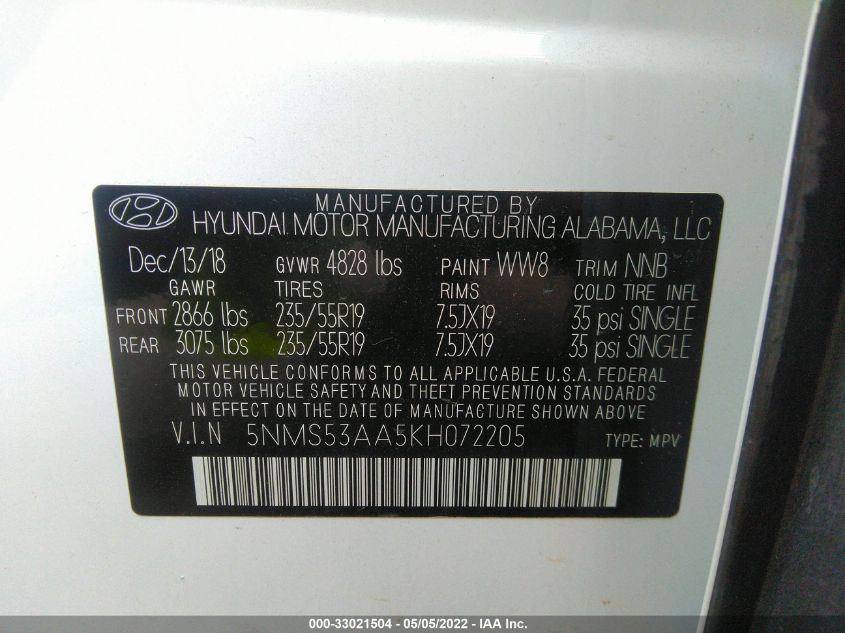 MANUFACTURED BY
HYUNDAI MOTOR MANUFACTURING ALABAMA, LLC
Dec/13/18 GVWR 4828 lbs PAINT WW8 TRIM NNB
GAWR TIRES RIMS COLD TIRE INFL
FRONT 2866 lbs 235/55R19 7.5JX19 35 psi SINGLE
REAR 3075 lbs 235/55R19 7.5JX19 35 psi SINGLE
THIS VEHICLE CONFORMS TO ALL APPLICABLE U.S.A. FEDERAL
MOTOR VEHICLE SAFETY AND THEFT PREVENTION STANDARDS
IN EFFECT ON THE DATE OF MANUFACTURE SHOWN ABOVE.
V.I.N 5NMS53AA5KH072205 TYPE: MPV
000-33021504 - 05/05/2022 - IAA Inc.